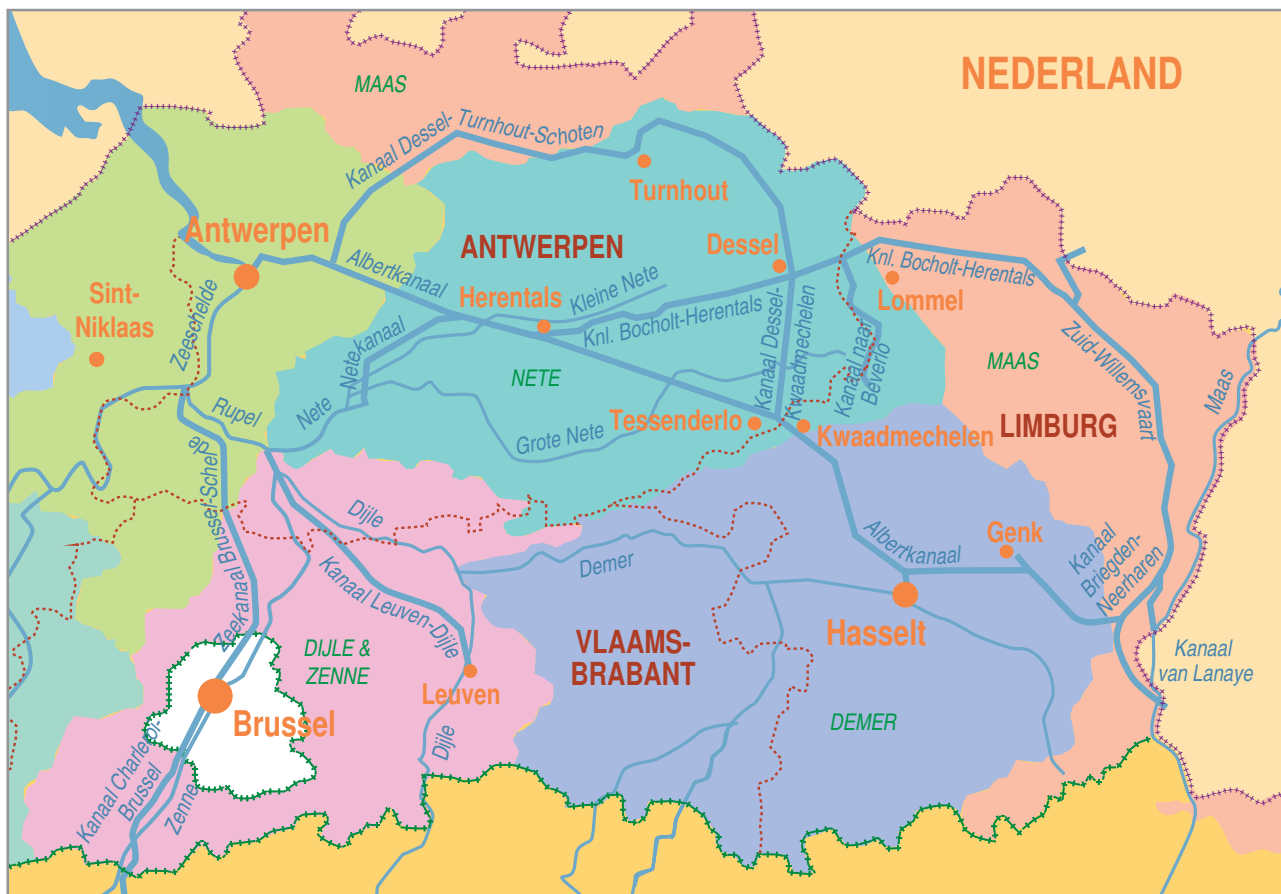 NEDERLAND
MAAS
Kanaal Dessel- Turnhout-Schoten
Turnhout
Antwerpen
ANTWERPEN
Dessel
Albertkanaal
Kleine Nete
Knl. Bocholt-Herentals
Sint-
Niklaas
Herentals
Lommel
Zeeschelde
Netekanaal
Knl. Bocholt-Herentals
Kanaal Dessel-
Kwaadmechelen
Kanaal naar
Beverlo
Zuid-Willemsvaart
Maas
MAAS
NETE
Rupel
Nete
Grote Nete
Tessenderlo
Kwaadmechelen
LIMBURG
Zeekanaal Brussel-Schel
de
Dijle
Kanaal Leuven-Dijle
Demer
Albertkanaal
Genk
Kanaal
Briegden-
Neerharen
Hasselt
DIJLE &
ZENNE
VLAAMS-
BRABANT
Leuven
Kanaal
van Lanaye
Brussel
DEMER
Dijle
Kanaal Charleroi-
Brussel
Zenne